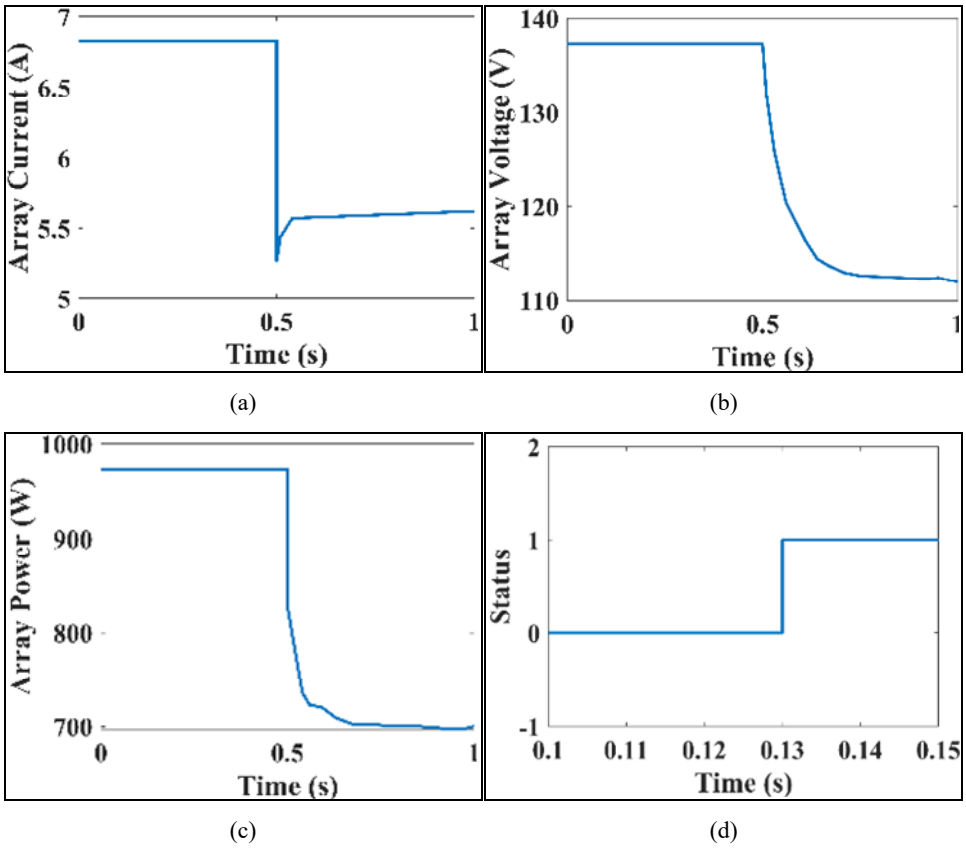 7
6.5
6
5.5
5
Array Current (A)
0 0.5 1
Time (s)
(a)
140
130
120
110
Array Voltage (V)
0 0.5 1
Time (s)
(b)
1000
900
800
700
Array Power (W)
0 0.5 1
Time (s)
(c)
2
1
0
-1
Status
0.1 0.11 0.12 0.13 0.14 0.15
Time (s)
(d)